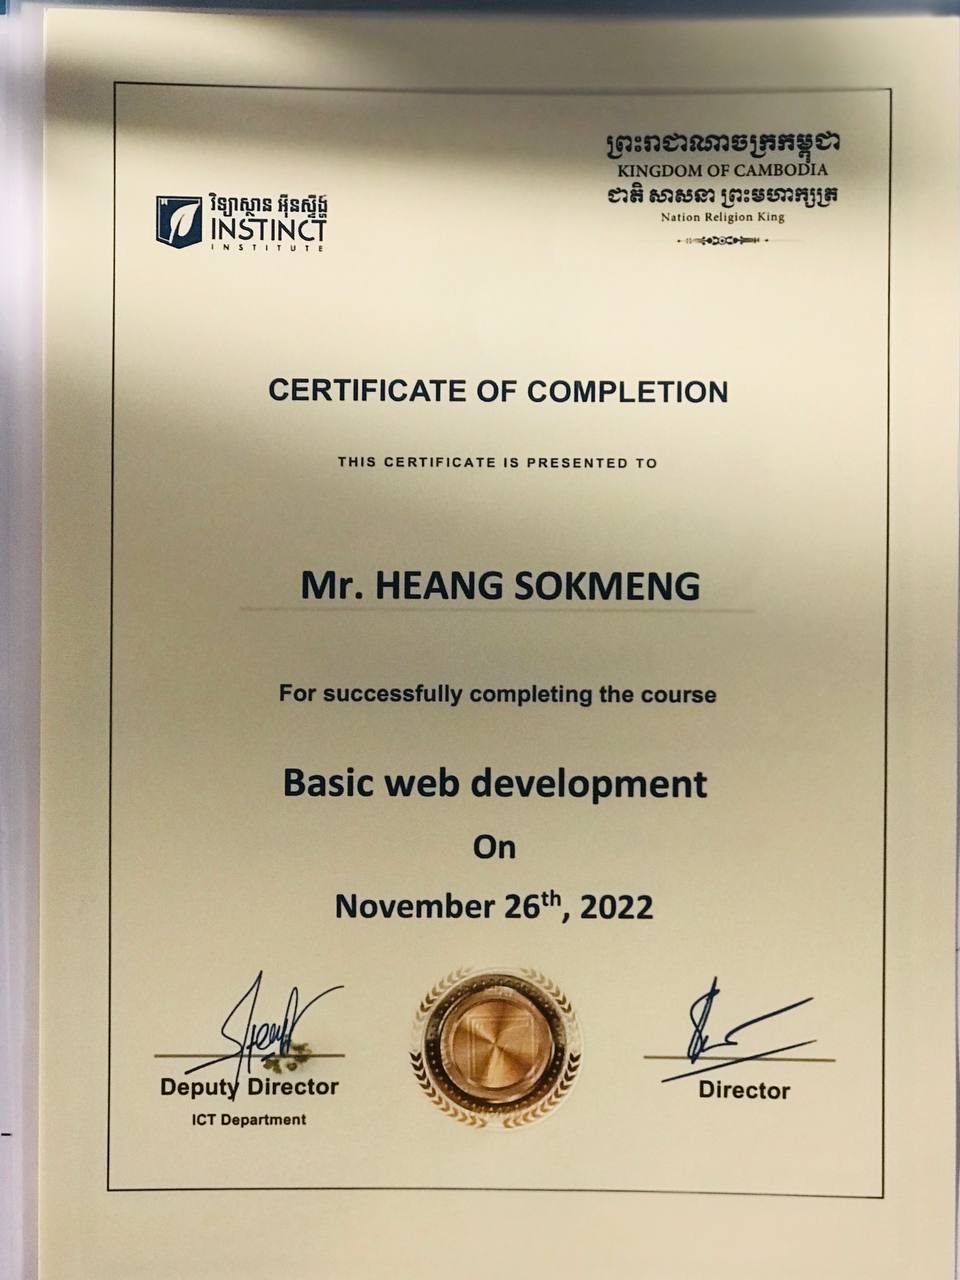 វិទ្យាស្ថាន អ៊ីនស្ទីង្ហ
INSTINCT
INSTITUTE
ព្រះរាជាណាចក្រកម្ពុជា
KINGDOM OF CAMBODIA
ជាតិ សាសនា ព្រះមហាក្សត្រ
Nation Religion King
CERTIFICATE OF COMPLETION
THIS CERTIFICATE IS PRESENTED TO
Mr. HEANG SOKMENG
For successfully completing the course
Basic web development
On
November 26th, 2022
Deputy Director
ICT Department
Director